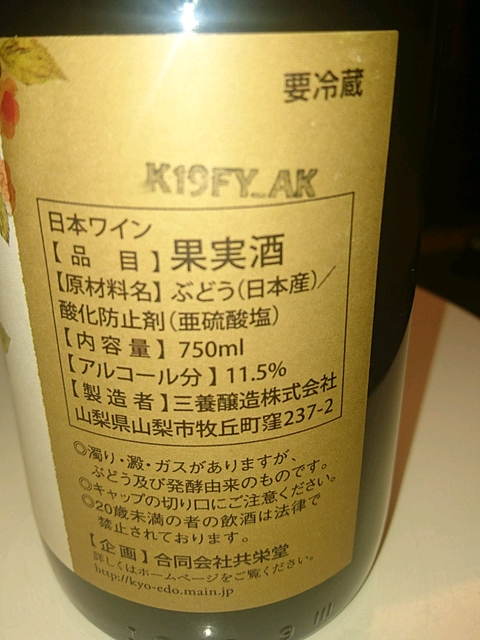 要冷蔵
K19FY_AK
日本ワイン
【品　目】果実酒
【原材料名】ぶどう(日本産)／
酸化防止剤(亜硫酸塩)
【内容量】750ml
【アルコール分】11.5%
【製造者】三養醸造株式会社
山梨県山梨市牧丘町窪237-2
◎濁り・澱・ガスがありますが、
ぶどう及び発酵由来のものです。
◎キャップの切り口にご注意ください。
◎20歳未満の者の飲酒は法律で
禁止されております。
【企画】合同会社共栄堂
詳しくはホームページをご覧ください。
http://kyo-edo.main.jp